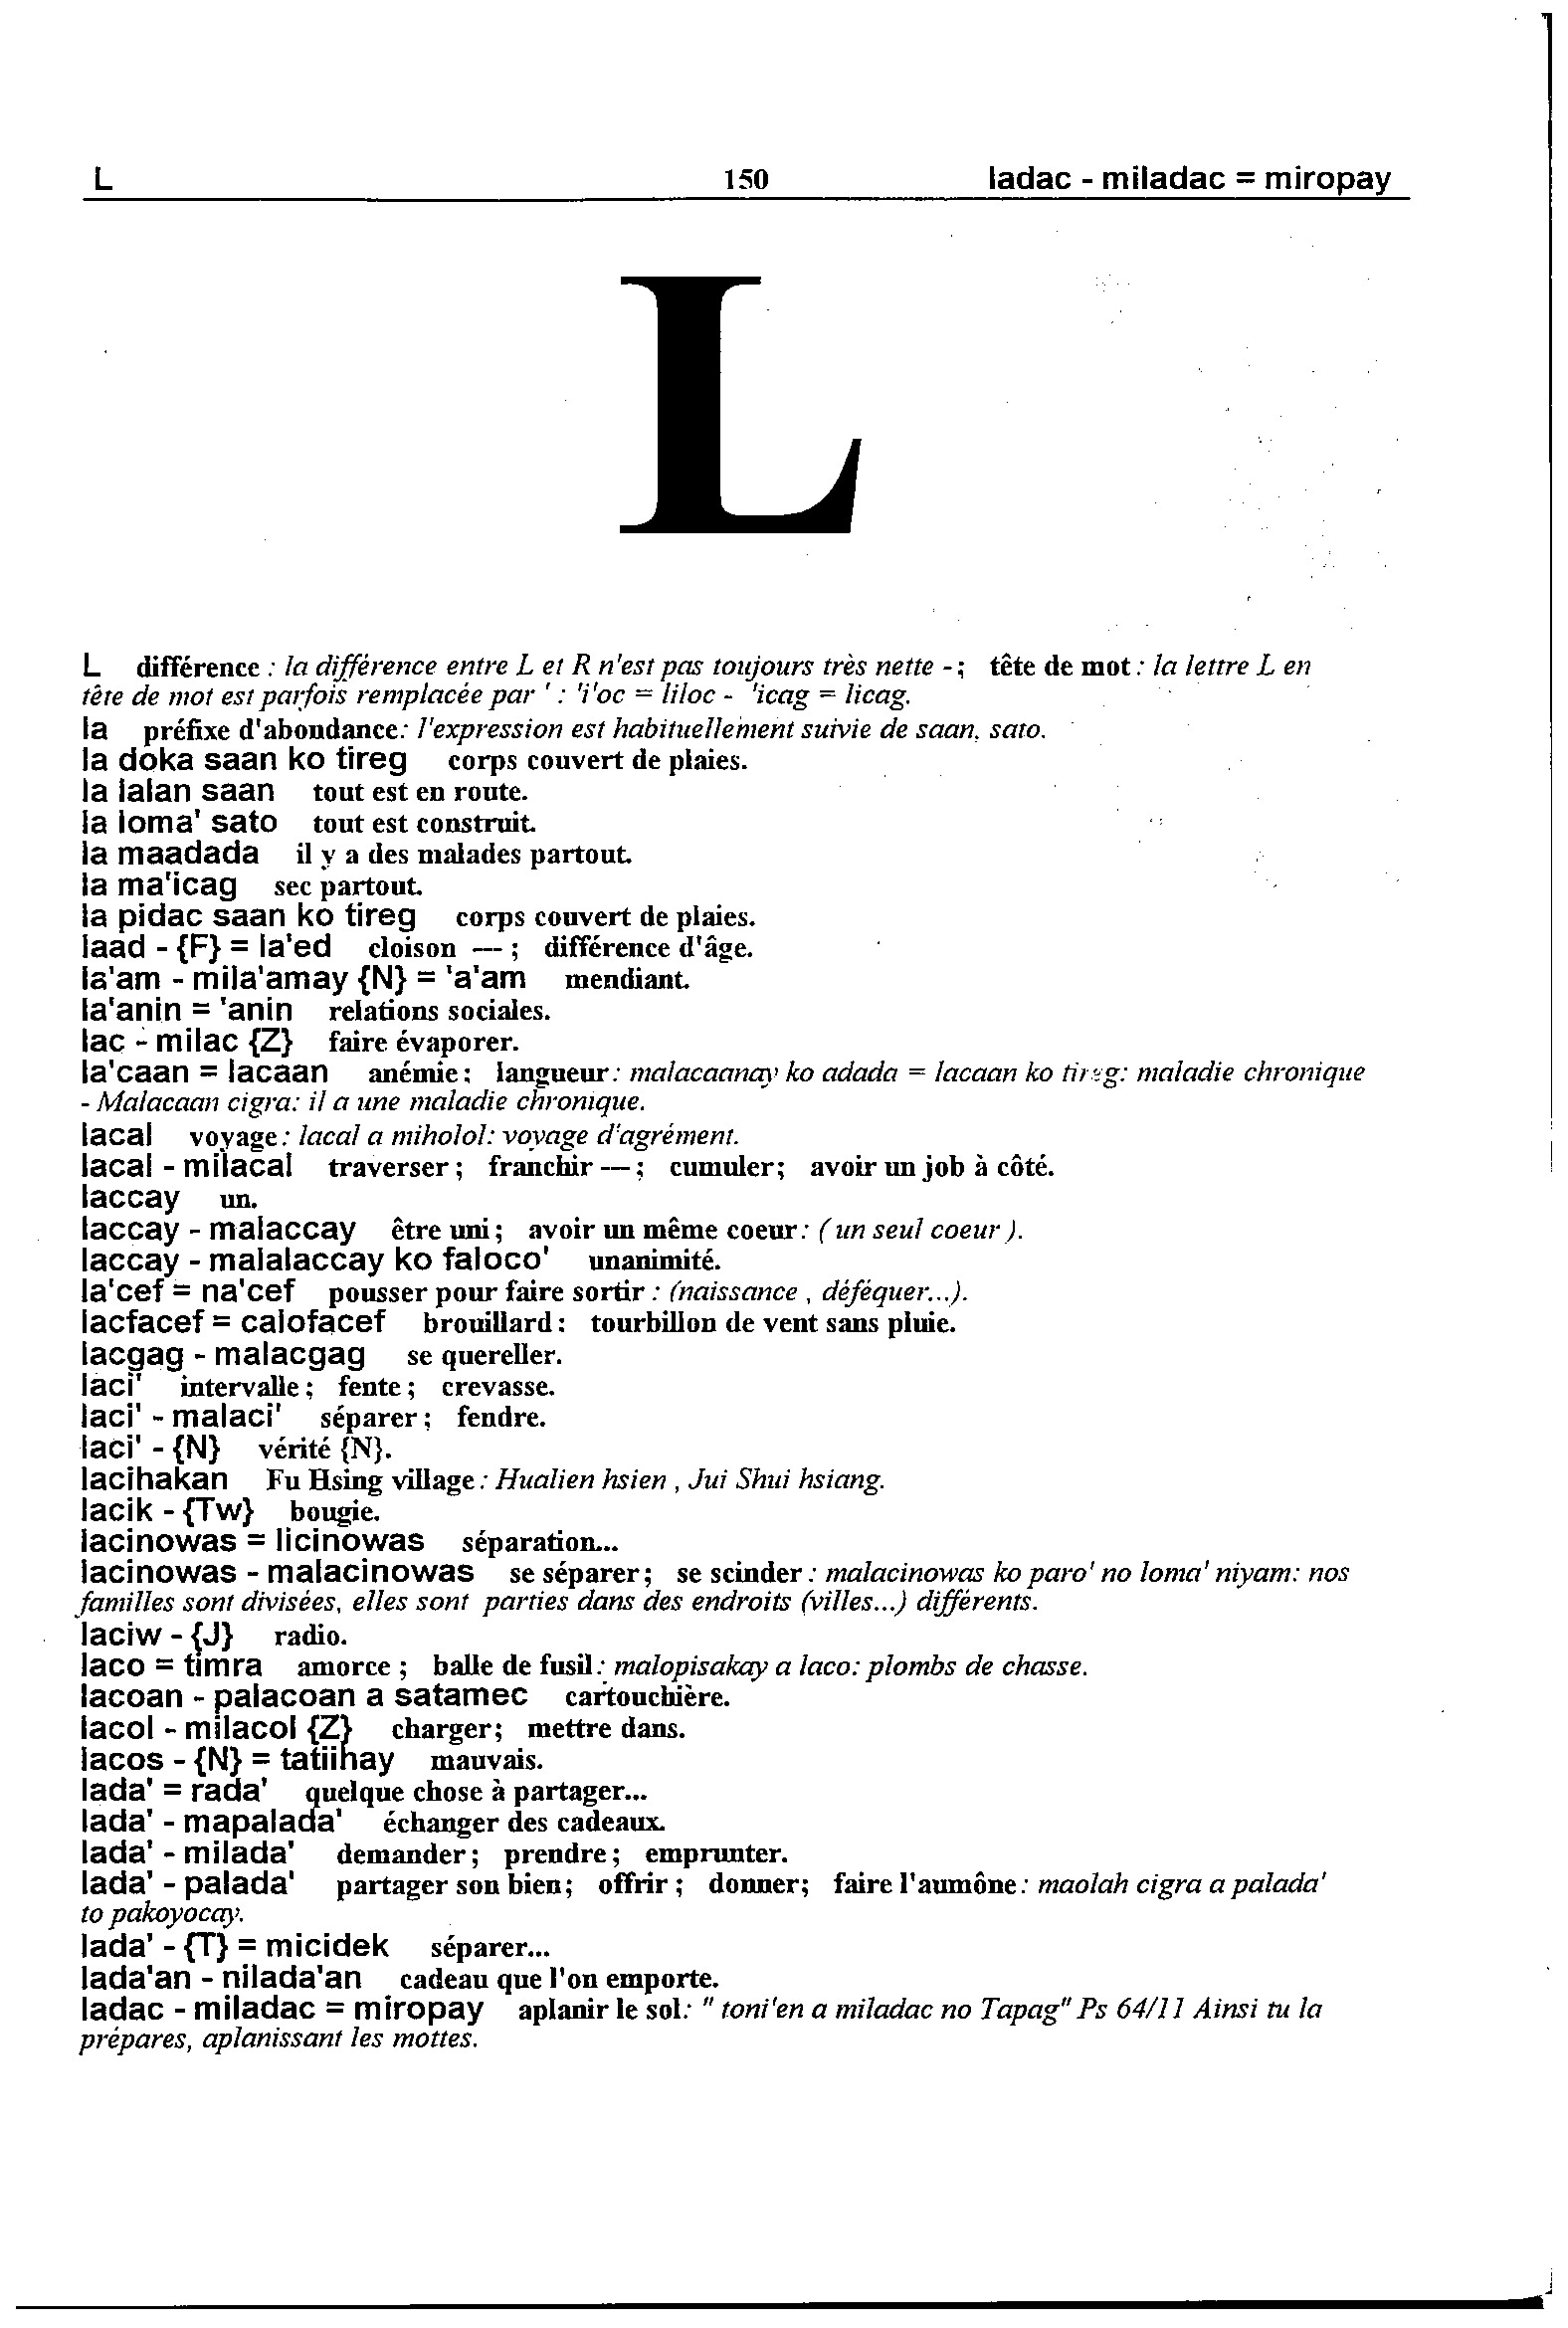 L 150 ladac - miladac = miropay
L
L différence : la différence entre L et R n'est pas toujours très nette - ; tête de mot : la lettre L en
tête de mot est parfois remplacée par ' : 'i'oc = liloc - 'icag = licag.
la préfixe d'abondance : l'expression est habituellement suivie de saan, sato.
la doka saan ko tireg corps couvert de plaies.
la lalan saan tout est en route.
la loma' sato tout est construit.
la maadada il y a des malades partout.
la ma'icag sec partout.
la pidac saan ko tireg corps couvert de plaies.
laad - {F} = la'ed cloison --- ; différence d'âge.
la'am - mila'amay {N} = 'a'am mendiant.
la'anin = 'anin relations sociales.
lac - milac {Z} faire évaporer.
la'caan = lacaan anémie ; langueur : malacaanay ko adada = lacaan ko tireg: maladie chronique
- Malacaan cigra: il a une maladie chronique.
lacal voyage : lacal a miholol: voyage d'agrément.
lacal - milacal traverser ; franchir --- ; cumuler ; avoir un job à côté.
laccay un.
laccay - malaccay être uni ; avoir un même coeur : ( un seul coeur ).
laccay - malalaccay ko faloco' unanimité.
la'cef = na'cef pousser pour faire sortir : (naissance , déféquer...).
lacfacef = calofacef brouillard : tourbillon de vent sans pluie.
lacgag - malacgag se quereller.
laci' intervalle ; fente ; crevasse.
laci' - malaci' séparer ; fendre.
laci' - {N} vérité {N}.
lacihakan Fu Hsing village : Hualien hsien , Jui Shui hsiang.
lacik - {Tw} bougie.
lacinowas = licinowas séparation...
lacinowas - malacinowas se séparer ; se scinder : malacinowas ko paro' no loma' niyam: nos
familles sont divisées, elles sont parties dans des endroits (villes...) différents.
laciw - {J} radio.
laco = timra amorce ; balle de fusil : malopisakay a laco: plombs de chasse.
lacoan - palacoan a satamec cartouchière.
lacol - milacol {Z} charger ; mettre dans.
lacos - {N} = tatiihay mauvais.
lada' = rada' quelque chose à partager...
lada' - mapalada' échanger des cadeaux.
lada' - milada' demander ; prendre ; emprunter.
lada' - palada' partager son bien ; offrir ; donner ; faire l'aumône : maolah cigra a palada'
to pakoyocay.
lada' - {T} = micidek séparer...
lada'an - nilada'an cadeau que l'on emporte.
ladac - miladac = miropay aplanir le sol : " toni'en a miladac no Tapag" Ps 64/11 Ainsi tu la
prépares, aplanissant les mottes.